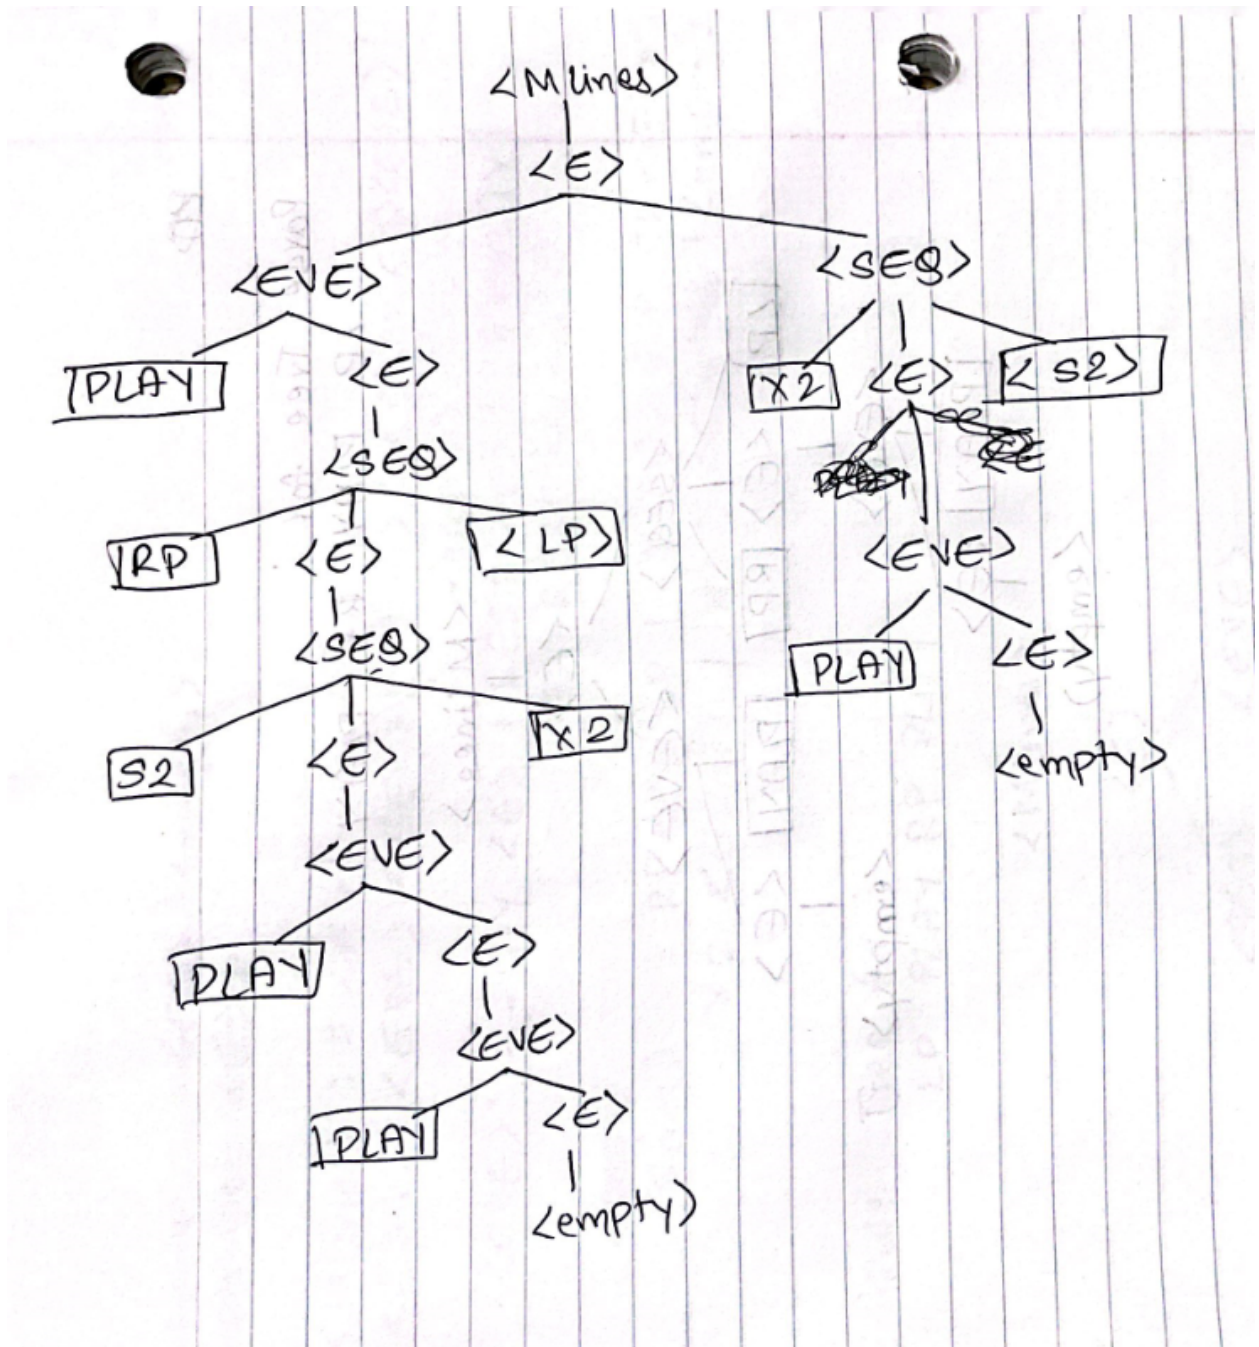 <M lines>
<E>
<EVE> <SEQ>
PLAY <E> X2 <E> <S2>
<SEQ>
RP <E> <LP> <EVE>
<SEQ> PLAY <E>
S2 <E> X2 <empty>
<EVE>
PLAY <E>
<EVE>
PLAY <E>
<empty>